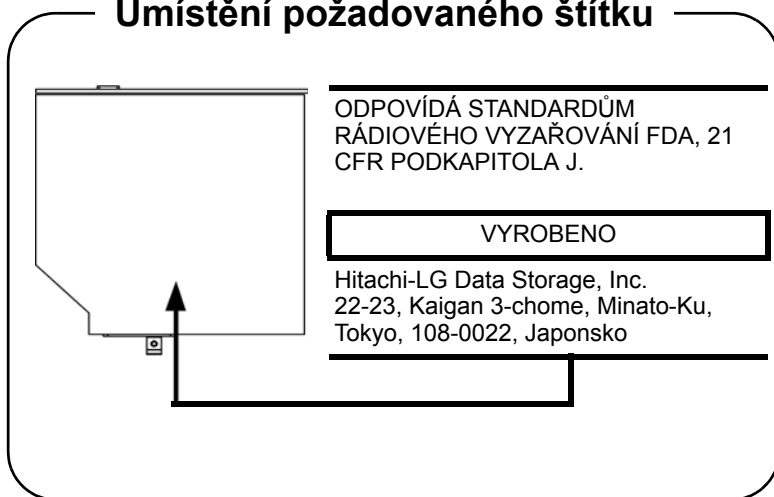 Umístění požadovaného štítku
ODPOVÍDÁ STANDARDŮM
RÁDIOVÉHO VYZAŘOVÁNÍ FDA, 21
CFR PODKAPITOLA J.
VYROBENO
Hitachi-LG Data Storage, Inc.
22-23, Kaigan 3-chome, Minato-Ku,
Tokyo, 108-0022, Japonsko